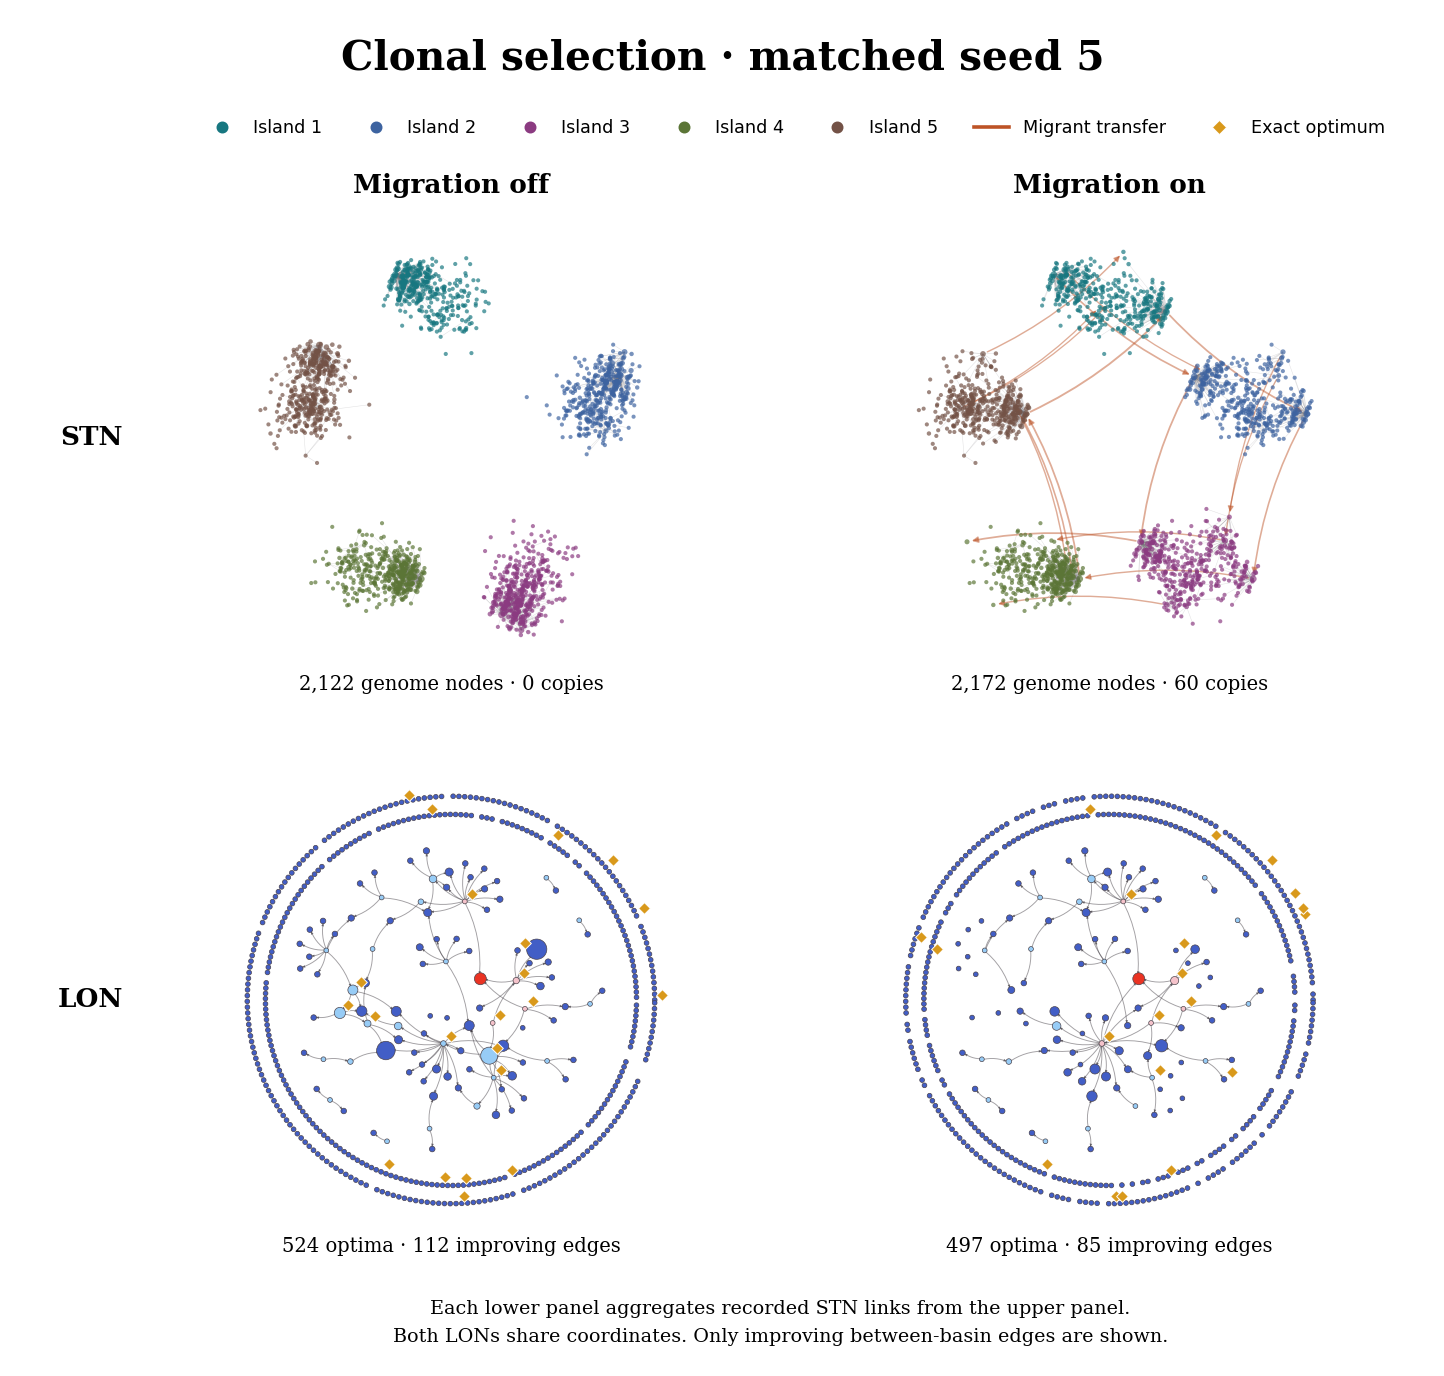 Clonal selection · matched seed 5
Island 1 Island 2 Island 3 Island 4 Island 5 Migrant transfer Exact optimum
Migration off Migration on
STN
2,122 genome nodes · 0 copies 2,172 genome nodes · 60 copies
LON
524 optima · 112 improving edges 497 optima · 85 improving edges
Each lower panel aggregates recorded STN links from the upper panel.
Both LONs share coordinates. Only improving between-basin edges are shown.